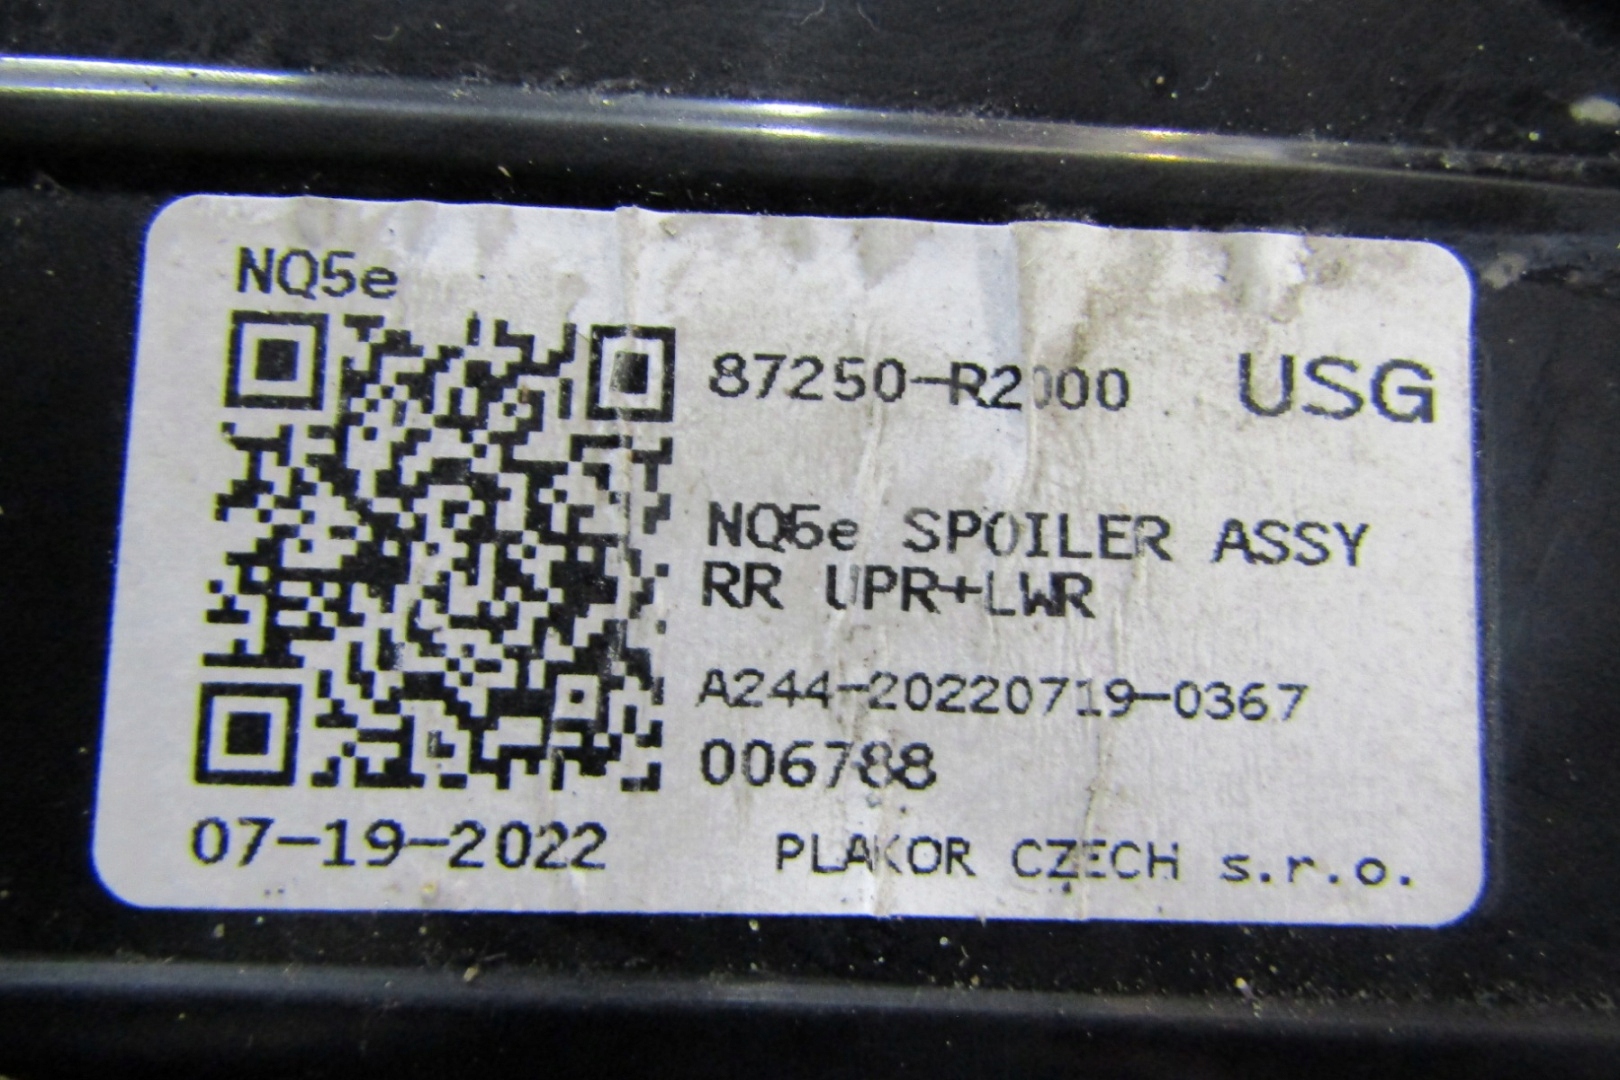 NQ5e
87250-R2000 USG
NQ5e SPOILER ASSY
RR UPR+LWR
A244-20220719-0367
006788
07-19-2022 PLAKOR CZECH s.r.o.